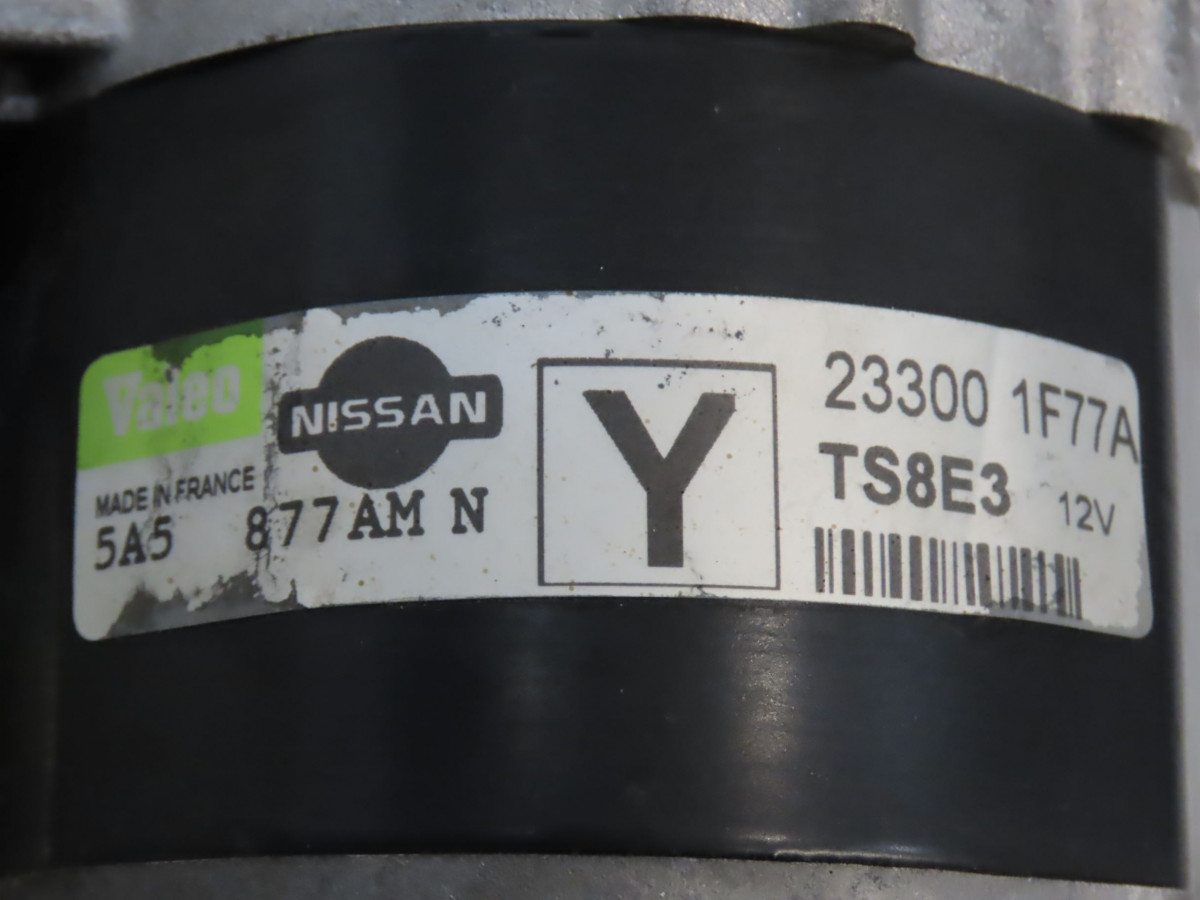 Valeo
MADE IN FRANCE
5A5 877AM N
NISSAN
Y
23300 1F77A
TS8E3 12V